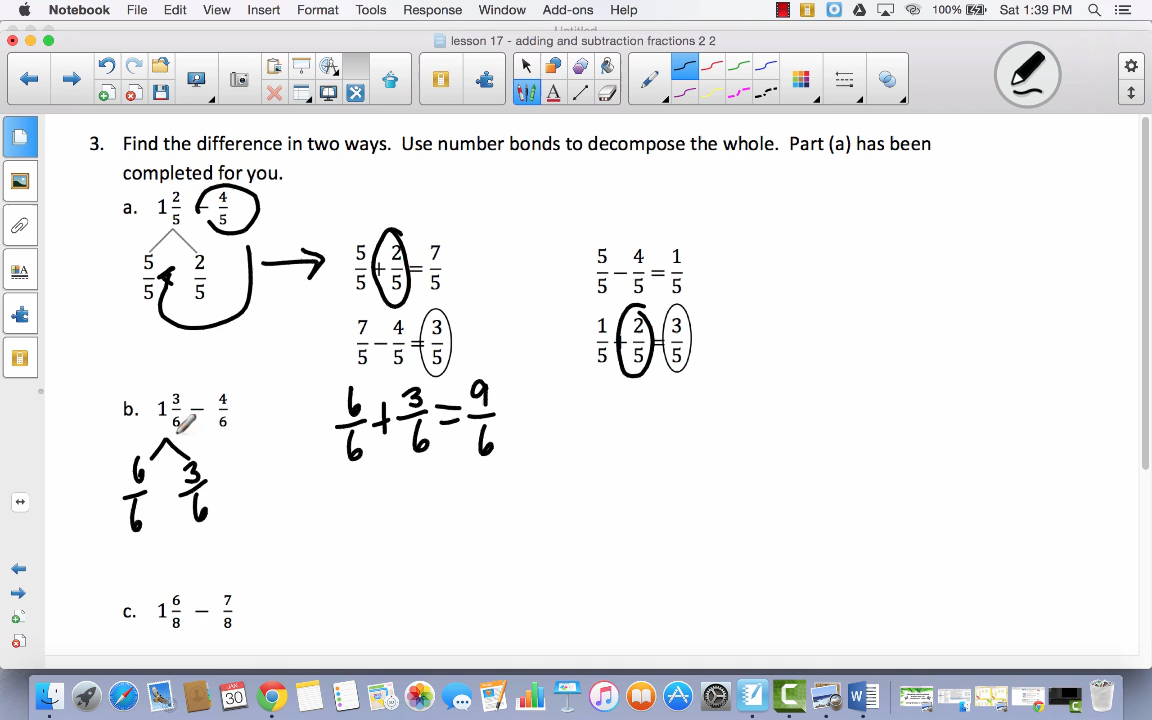 Notebook File Edit View Insert Format Tools Response Window Add-ons Help 100% Sat 1:39 PM
Untitled
lesson 17 - adding and subtraction fractions 2 2
3. Find the difference in two ways. Use number bonds to decompose the whole. Part (a) has been
completed for you.
a. 1 2/5 − 4/5
5/5 2/5
5/5 + 2/5 = 7/5
7/5 − 4/5 = 3/5
5/5 − 4/5 = 1/5
1/5 + 2/5 = 3/5
b. 1 3/6 − 4/6
6/6 3/6
6/6 + 3/6 = 9/6
c. 1 6/8 − 7/8
JAN
30